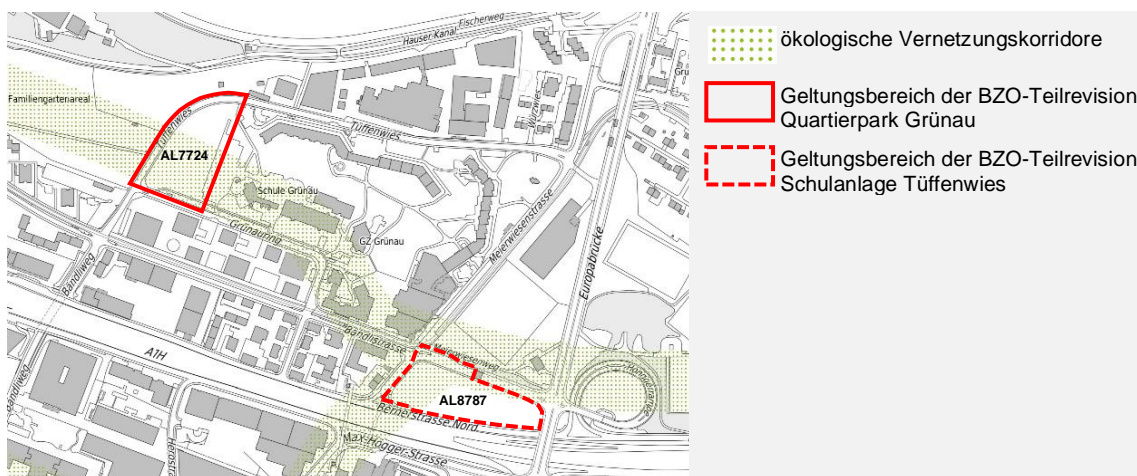 Fischerweg
Hauser Kanal
Familiengartenareal
Tüffenwies
Tüffenwies
Würzwies
AL7724
Schule Grünau
Grünauring
GZ Grünau
Meierwiesenstrasse
Europabrücke
Bändliweg
Bändlistrasse
Meierwiesenweg
A1H
AL8787
Bernerstrasse Nord
Max-Högger-Strasse
Bändliweg
ökologische Vernetzungskorridore
Geltungsbereich der BZO-Teilrevision
Quartierpark Grünau
Geltungsbereich der BZO-Teilrevision
Schulanlage Tüffenwies